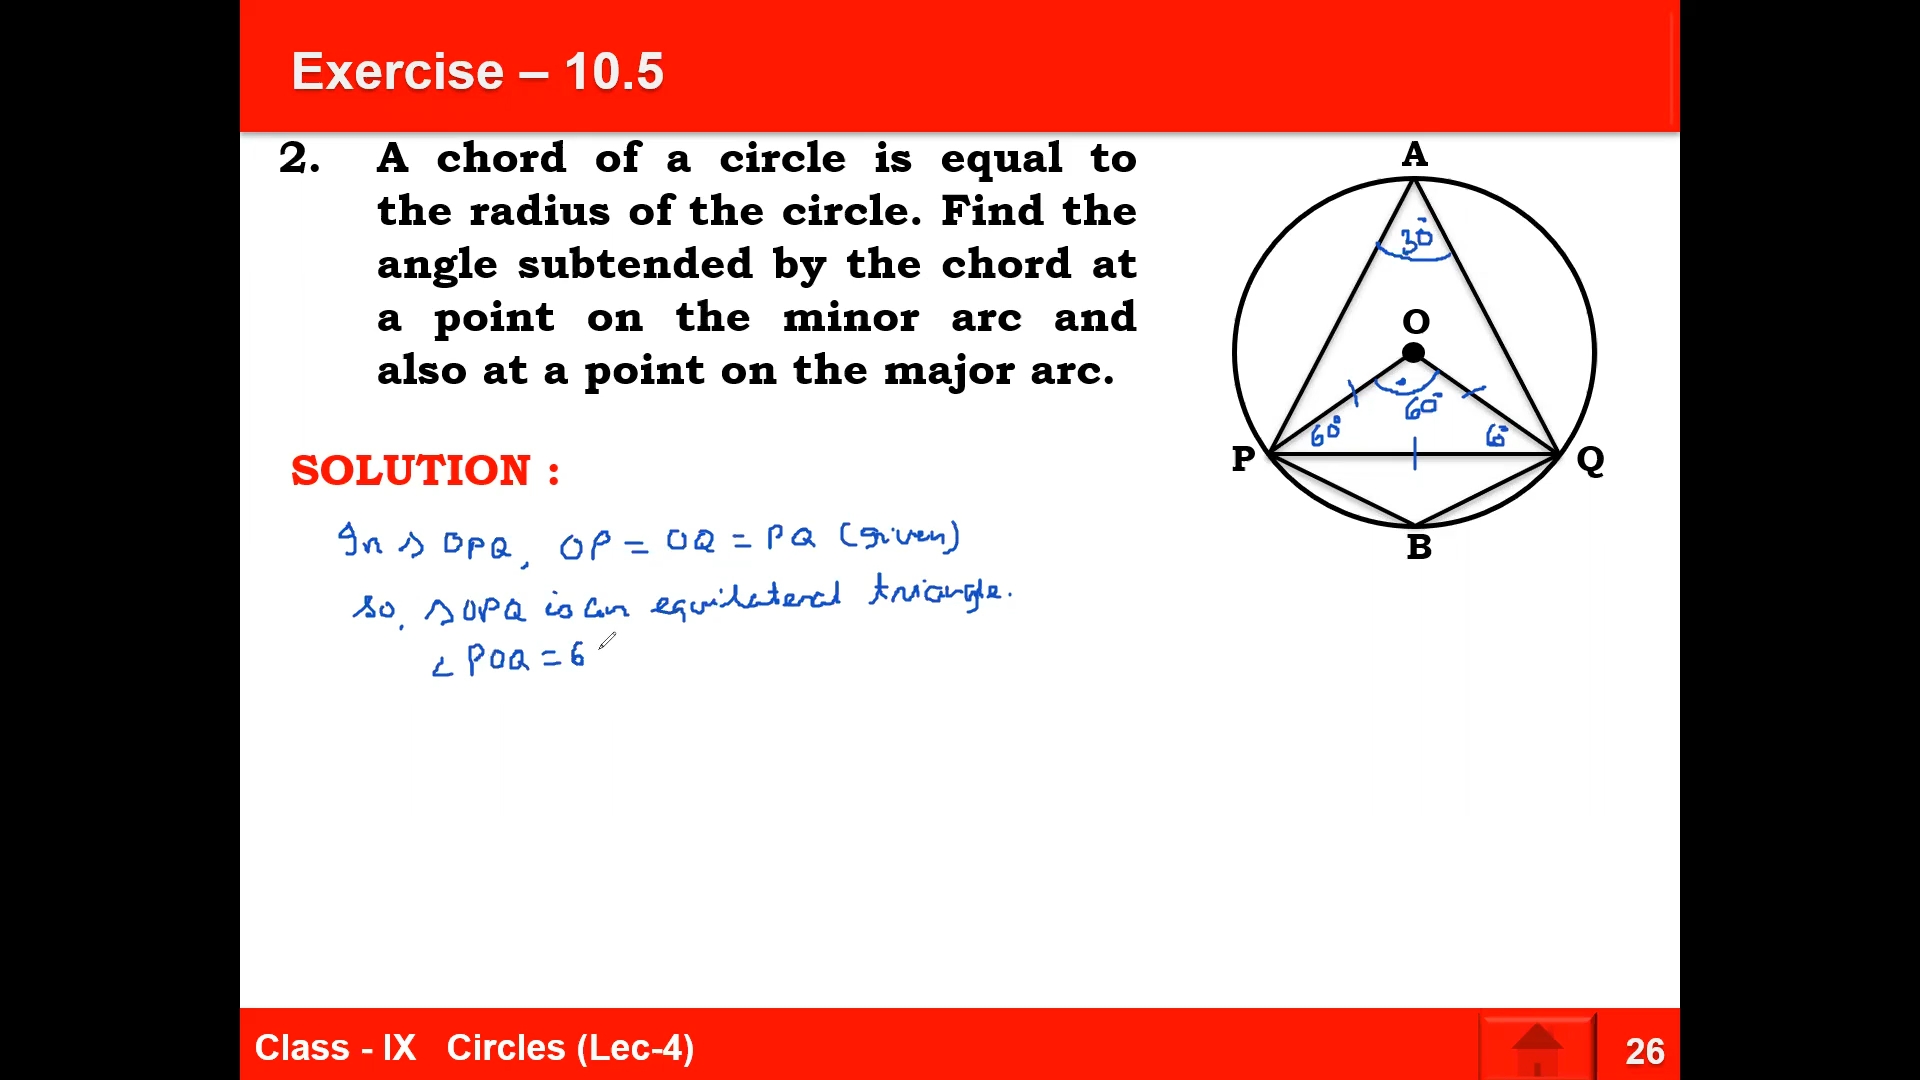 Exercise – 10.5
2. A chord of a circle is equal to
the radius of the circle. Find the
angle subtended by the chord at
a point on the minor arc and
also at a point on the major arc.
A
30°
O
60°
60°
60°
P
Q
B
SOLUTION :
In △ OPQ, OP = OQ = PQ (given)
so, △OPQ is an equilateral triangle.
∠ POQ = 6
Class - IX Circles (Lec-4)
26